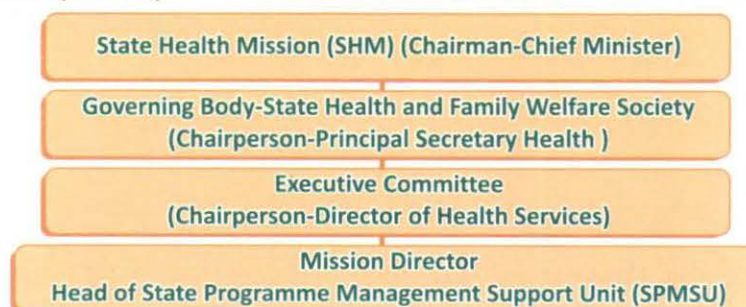 State Health Mission (SHM) (Chairman-Chief Minister)
Governing Body-State Health and Family Welfare Society
(Chairperson-Principal Secretary Health )
Executive Committee
(Chairperson-Director of Health Services)
Mission Director
Head of State Programme Management Support Unit (SPMSU)